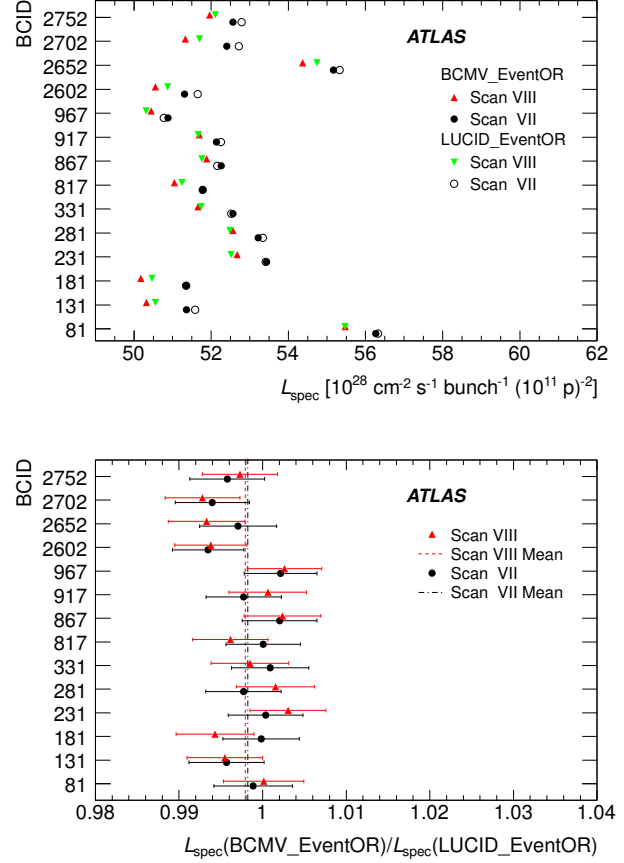 BCID
2752
2702
2652
2602
967
917
867
817
331
281
231
181
131
81
ATLAS
BCMV_EventOR
Scan VIII
Scan VII
LUCID_EventOR
Scan VIII
Scan VII
50 52 54 56 58 60 62
L_spec [10^28 cm^-2 s^-1 bunch^-1 (10^11 p)^-2]
BCID
2752
2702
2652
2602
967
917
867
817
331
281
231
181
131
81
ATLAS
Scan VIII
Scan VIII Mean
Scan VII
Scan VII Mean
0.98 0.99 1 1.01 1.02 1.03 1.04
L_spec(BCMV_EventOR)/L_spec(LUCID_EventOR)